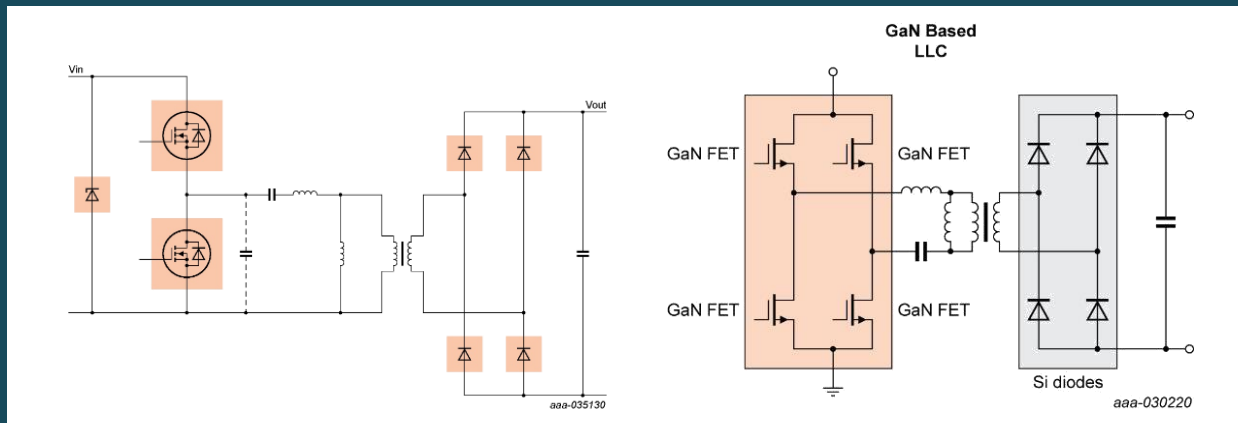 Vin
Vout
aaa-035130
GaN Based
LLC
GaN FET
GaN FET
GaN FET
GaN FET
Si diodes
aaa-030220